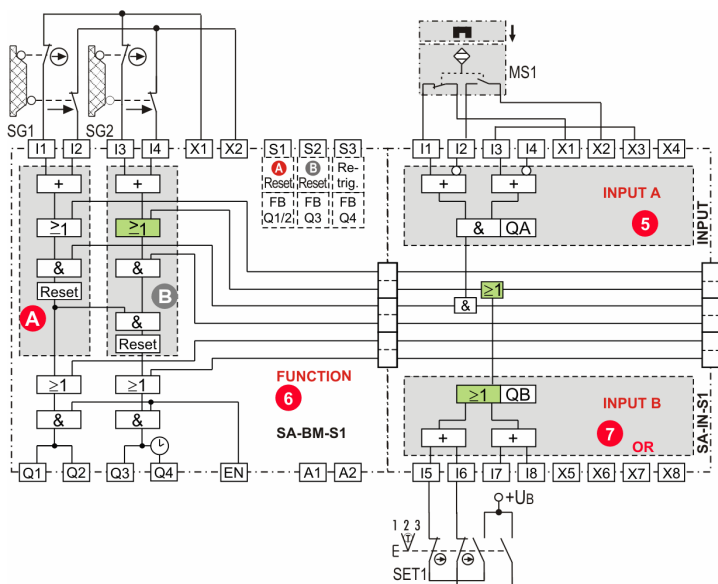 MS1
SG1 SG2
I1 I2 I3 I4 X1 X2 S1 S2 S3
I1 I2 I3 I4 X1 X2 X3 X4
A B Re-
Reset Reset trig.
FB FB FB
Q1/2 Q3 Q4
+ +
+ +
INPUT A
5
INPUT
≥1 ≥1
& QA
& &
Reset
B
A
≥1
&
&
Reset
≥1 ≥1
FUNCTION
6
SA-BM-S1
& &
≥1 QB
INPUT B
7
OR
+ +
SA-IN-S1
Q1 Q2 Q3 Q4 EN A1 A2
I5 I6 I7 I8 X5 X6 X7 X8
+UB
1 2 3
E
SET1